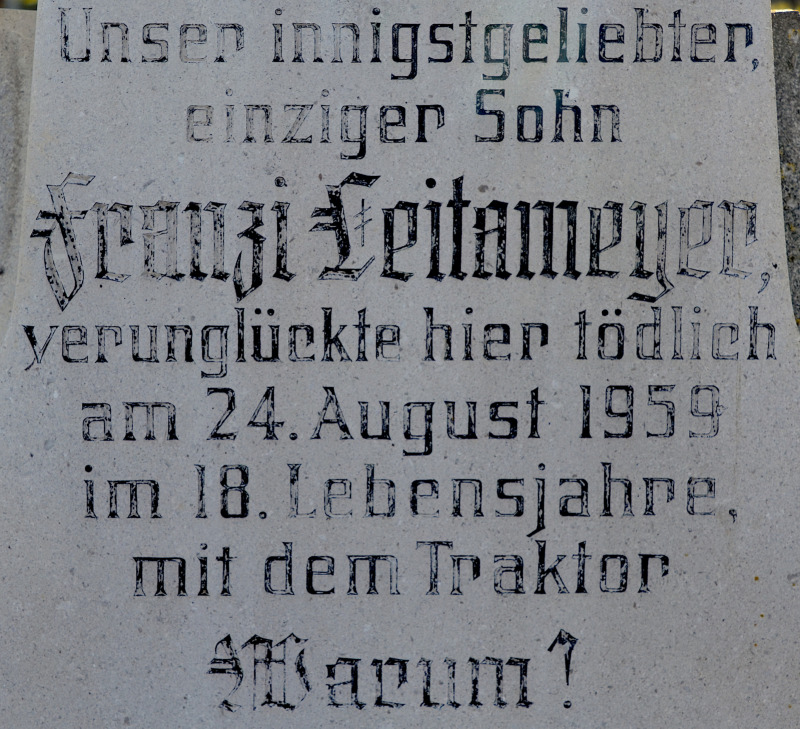 Unser innigstgeliebter,
einziger Sohn
Franzi Leitameyer,
verunglückte hier tödlich
am 24. August 1959
im 18. Lebensjahre,
mit dem Traktor
Warum?